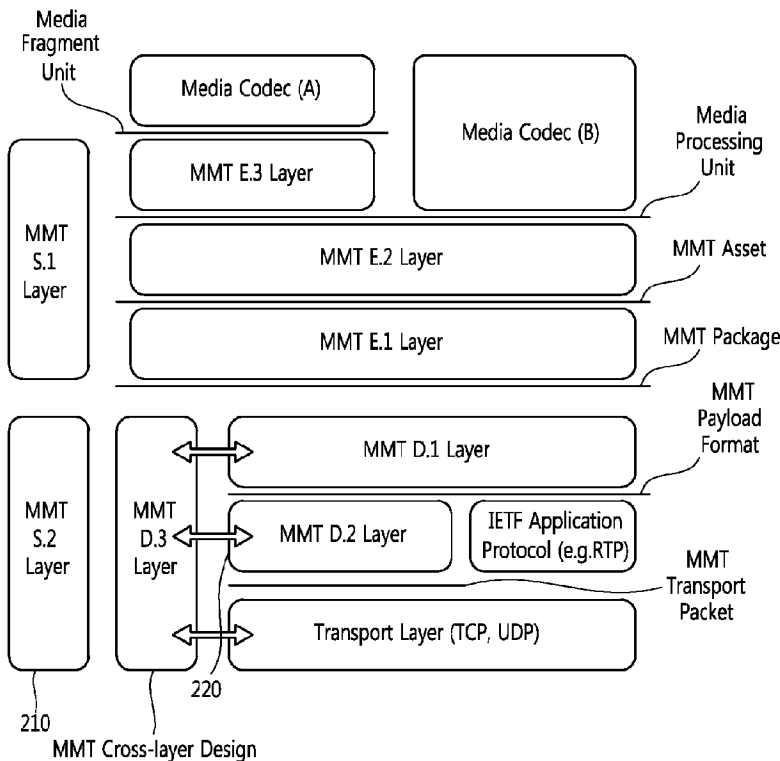 Media
Fragment
Unit
Media Codec (A)
Media Codec (B)
Media
Processing
Unit
MMT E.3 Layer
MMT
S.1
Layer
MMT E.2 Layer
MMT Asset
MMT E.1 Layer
MMT Package
MMT
Payload
Format
MMT D.1 Layer
MMT
S.2
Layer
MMT
D.3
Layer
MMT D.2 Layer
IETF Application
Protocol (e.g.RTP)
MMT
Transport
Packet
Transport Layer (TCP, UDP)
220
210
MMT Cross-layer Design